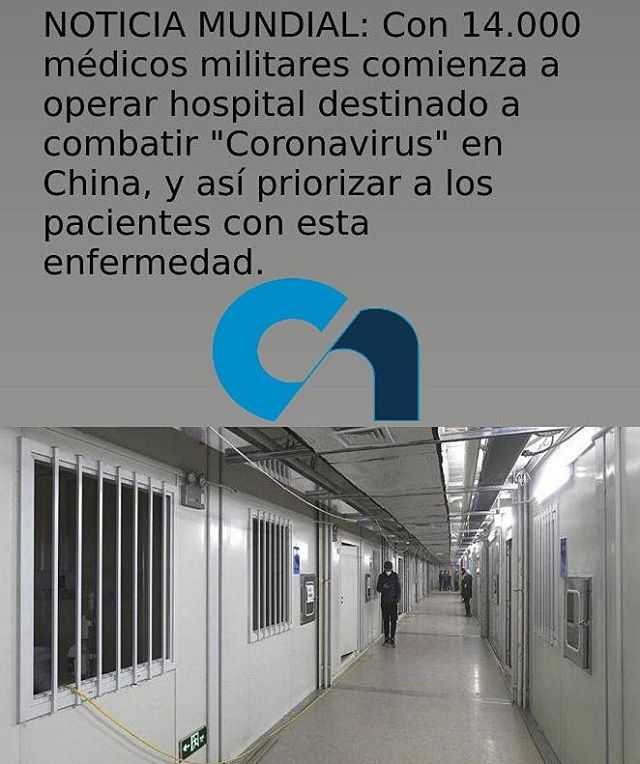 NOTICIA MUNDIAL: Con 14.000
médicos militares comienza a
operar hospital destinado a
combatir "Coronavirus" en
China, y así priorizar a los
pacientes con esta
enfermedad.